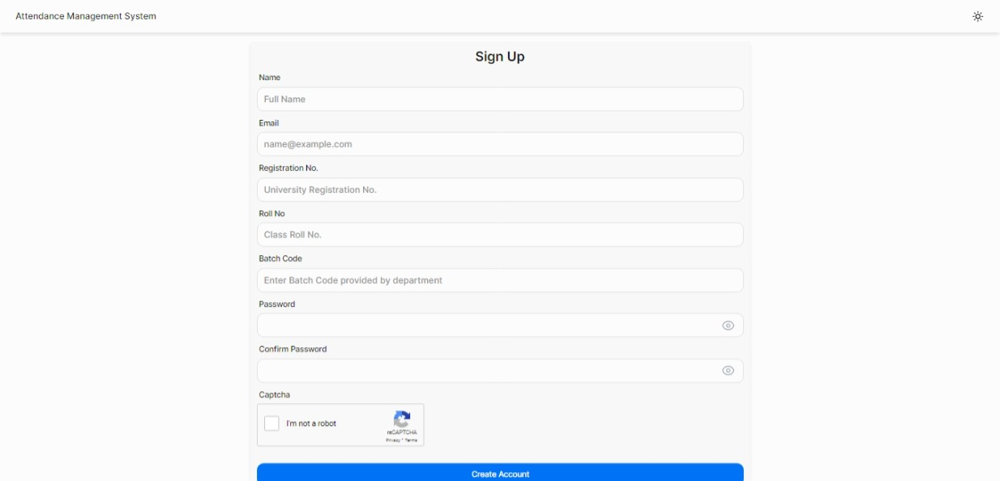 Attendance Management System
Sign Up
Name
Full Name
Email
name@example.com
Registration No.
University Registration No.
Roll No
Class Roll No.
Batch Code
Enter Batch Code provided by department
Password
Confirm Password
Captcha
I'm not a robot
reCAPTCHA
Privacy • Terms
Create Account